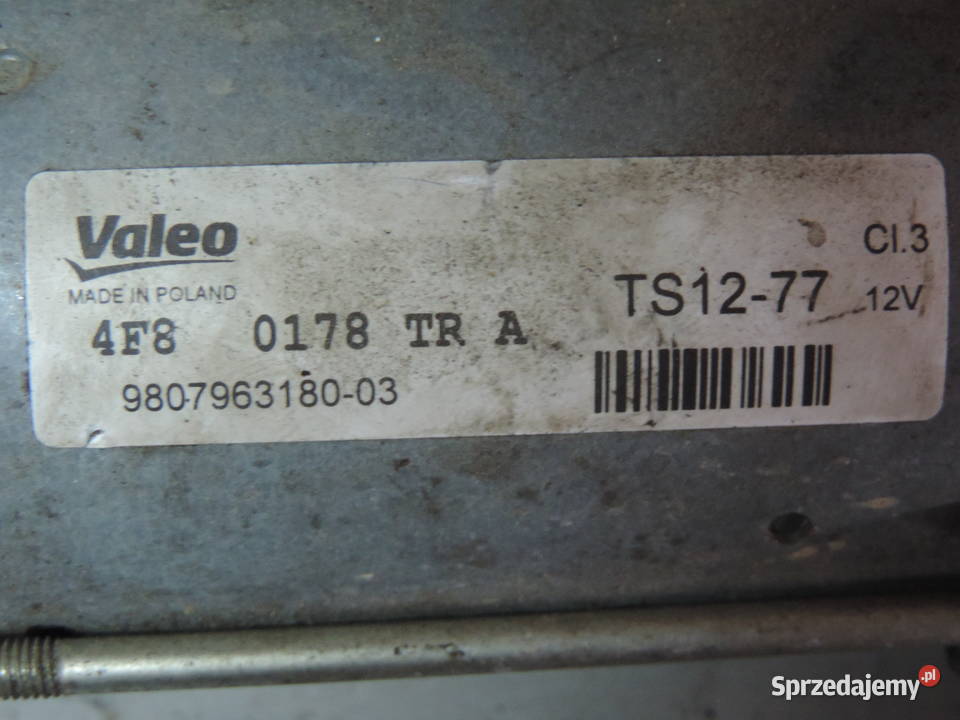 Valeo
MADE IN POLAND
4F8 0178 TR A
9807963180-03
TS12-77
Cl.3
12V
Sprzedajemy.pl